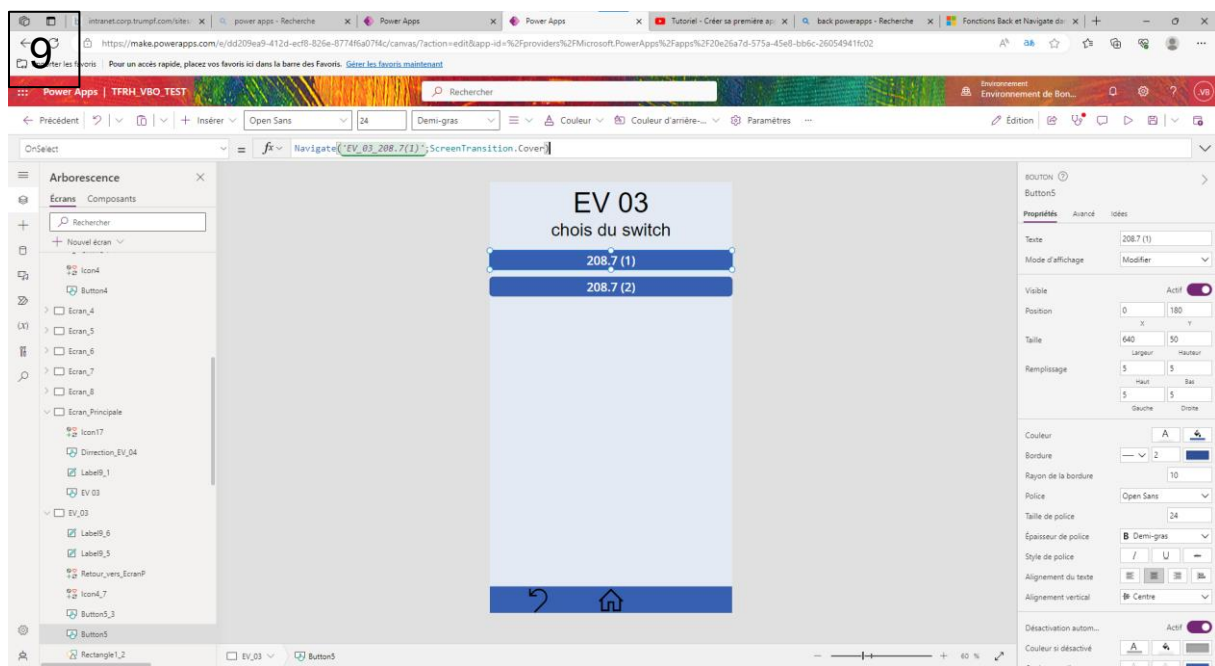 9
intranet.corp.trumpf.com/sites/
power apps - Recherche
Power Apps
Power Apps
Tutoriel - Créer sa première ap
back powerapps - Recherche
Fonctions Back et Navigate da
https://make.powerapps.com/e/dd209ea9-412d-ecf8-826e-8774f6a07f4c/canvas/?action=edit&app-id=%2Fproviders%2FMicrosoft.PowerApps%2Fapps%2F20e26a7d-575a-45e8-bb6c-26054941fc02
Pour un accès rapide, placez vos favoris ici dans la barre des Favoris. Gérer les favoris maintenant
Power Apps | TFRH_VBO_TEST
Rechercher
Environnement
Environnement de Bon...
Précédent
Insérer
Open Sans
24
Demi-gras
Couleur
Couleur d'arrière-...
Paramètres
Édition
OnSelect
= fx Navigate('EV_03_208.7(1)';ScreenTransition.Cover)
Arborescence
Écrans Composants
Rechercher
Nouvel écran
Icon4
Button4
Ecran_4
Ecran_5
Ecran_6
Ecran_7
Ecran_8
Ecran_Principale
Icon17
Dirrection_EV_04
Label9_1
EV 03
EV_03
Label9_6
Label9_5
Retour_vers_EcranP
Icon4_7
Button5_3
Button5
Rectangle1_2
EV 03
chois du switch
208.7 (1)
208.7 (2)
EV_03
Button5
60 %
BOUTON
Button5
Propriétés Avancé Idées
Texte 208.7 (1)
Mode d'affichage Modifier
Visible Actif
Position 0 180
X Y
Taille 640 50
Largeur Hauteur
Remplissage 5 5
Haut Bas
5 5
Gauche Droite
Couleur A
Bordure 2
Rayon de la bordure 10
Police Open Sans
Taille de police 24
Épaisseur de police B Demi-gras
Style de police / U
Alignement du texte
Alignement vertical Centre
Désactivation autom... Actif
Couleur si désactivé A